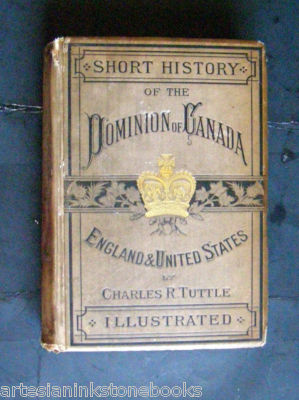 SHORT HISTORY
OF THE
DOMINION OF CANADA
ENGLAND & UNITED STATES
BY
CHARLES R. TUTTLE
ILLUSTRATED
artesianinkstonebooks